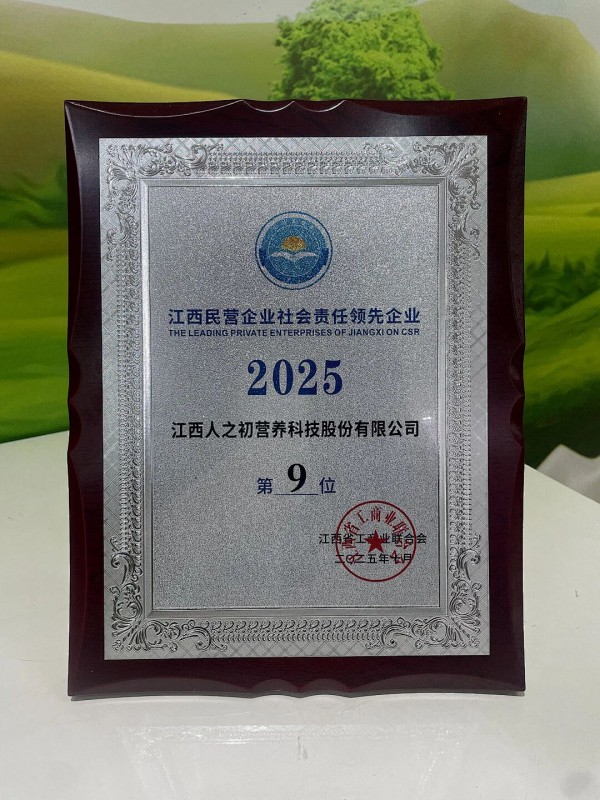 江西民营企业社会责任领先企业
THE LEADING PRIVATE ENTERPRISES OF JIANGXI ON CSR
2025
江西人之初营养科技股份有限公司
第 9 位
江西省工商业联合会